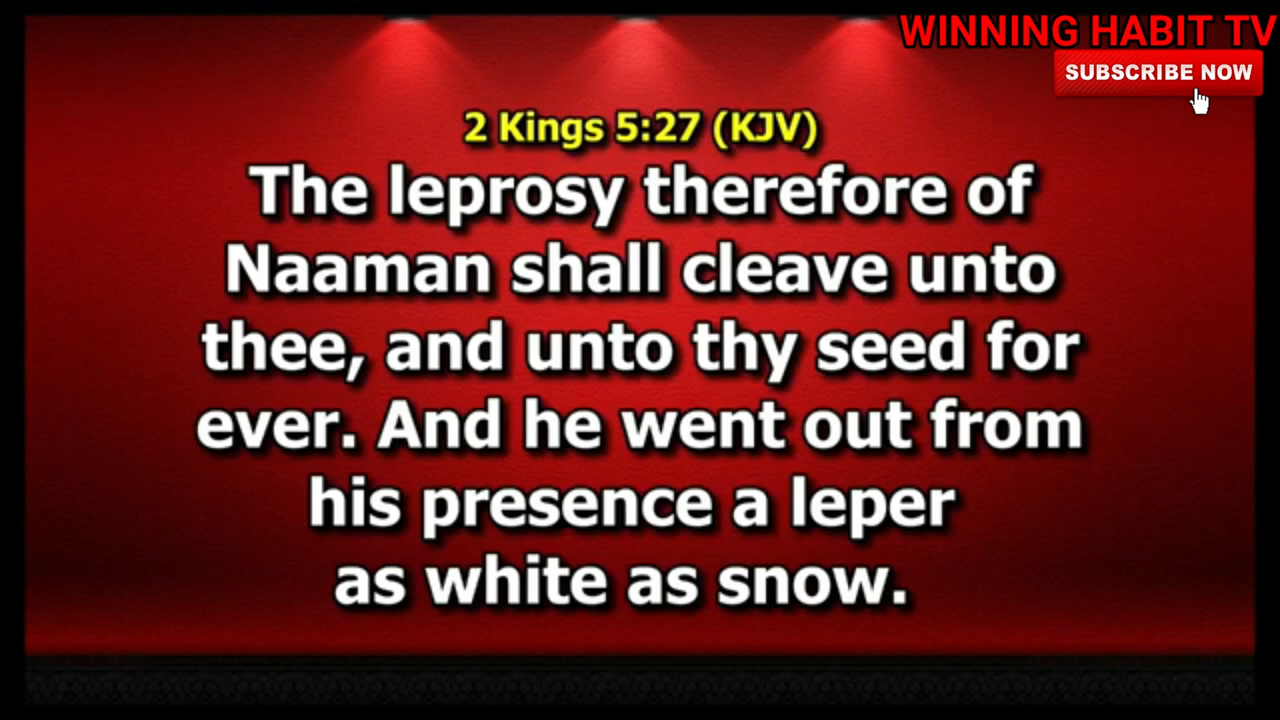 WINNING HABIT TV
SUBSCRIBE NOW
2 Kings 5:27 (KJV)
The leprosy therefore of
Naaman shall cleave unto
thee, and unto thy seed for
ever. And he went out from
his presence a leper
as white as snow.